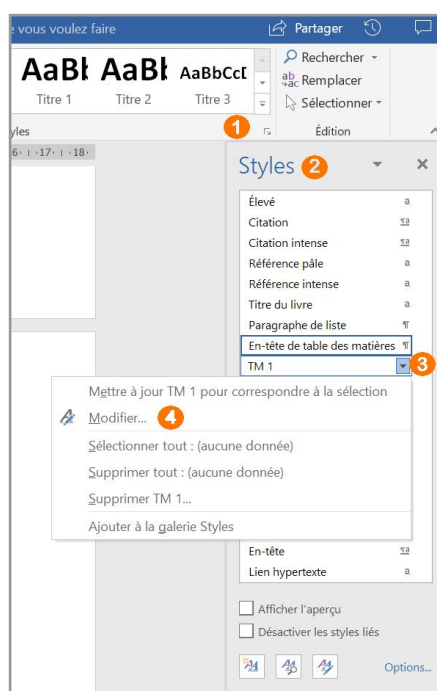 e vous voulez faire Partager
AaBl AaBl AaBbCcI
Titre 1 Titre 2 Titre 3
Rechercher
Remplacer
Sélectionner
yles 1 Édition
6 17 18
Styles 2
Élevé a
Citation ¶a
Citation intense ¶a
Référence pâle a
Référence intense a
Titre du livre a
Paragraphe de liste ¶
En-tête de table des matières ¶
TM 1 3
Mettre à jour TM 1 pour correspondre à la sélection
Modifier... 4
Sélectionner tout : (aucune donnée)
Supprimer tout : (aucune donnée)
Supprimer TM 1...
Ajouter à la galerie Styles
En-tête ¶a
Lien hypertexte a
Afficher l'aperçu
Désactiver les styles liés
Options...